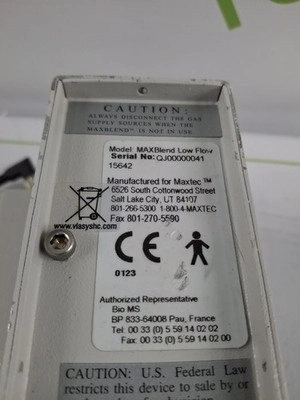 CAUTION:
ALWAYS DISCONNECT THE GAS
SUPPLY SOURCES WHEN THE
MAXBLEND™ IS NOT IN USE.
Model: MAXBlend Low Flow
Serial No: QJ00000041
15642
Manufactured for Maxtec™
6526 South Cottonwood Street
Salt Lake City, UT 84107
801-266-5300 1-800-4-MAXTEC
Fax 801-270-5590
www.viasyshc.com
CE
0123
Authorized Representative
Bio MS
BP 833-64008 Pau, France
Tel: 00 33 (0) 5 59 14 02 02
Fax: 00 33 (0) 5 59 14 02 00
CAUTION: U.S. Federal Law
restricts this device to sale by or